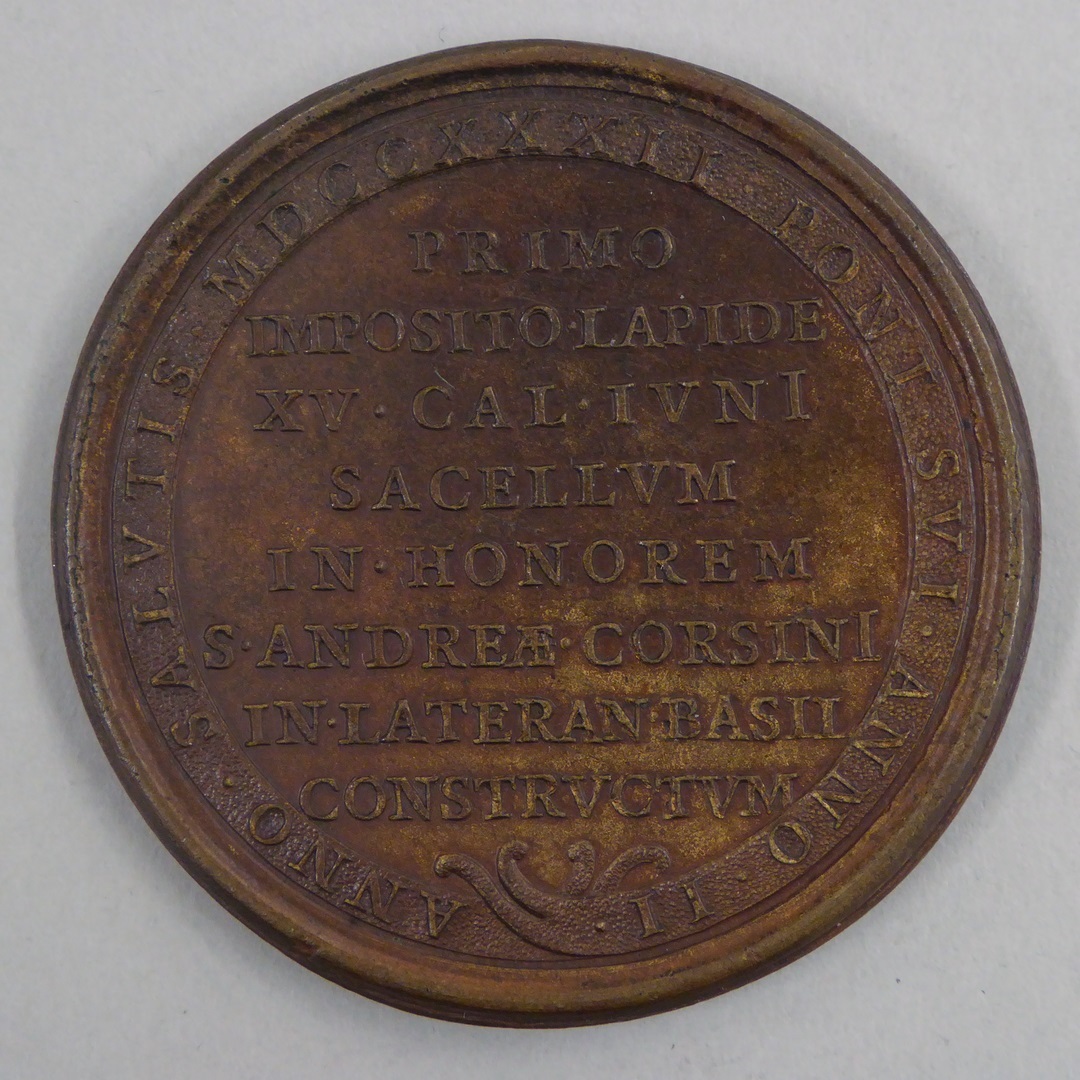 ANNO · SALVTIS MDCCXXXII PONT SVI · ANNO · II ·
PRIMO
IMPOSITO·LAPIDE
XV · CAL·IVNI
SACELLVM
IN · HONOREM
S·ANDREÆ·CORSINI
IN·LATERAN·BASIL
CONSTRVCTVM